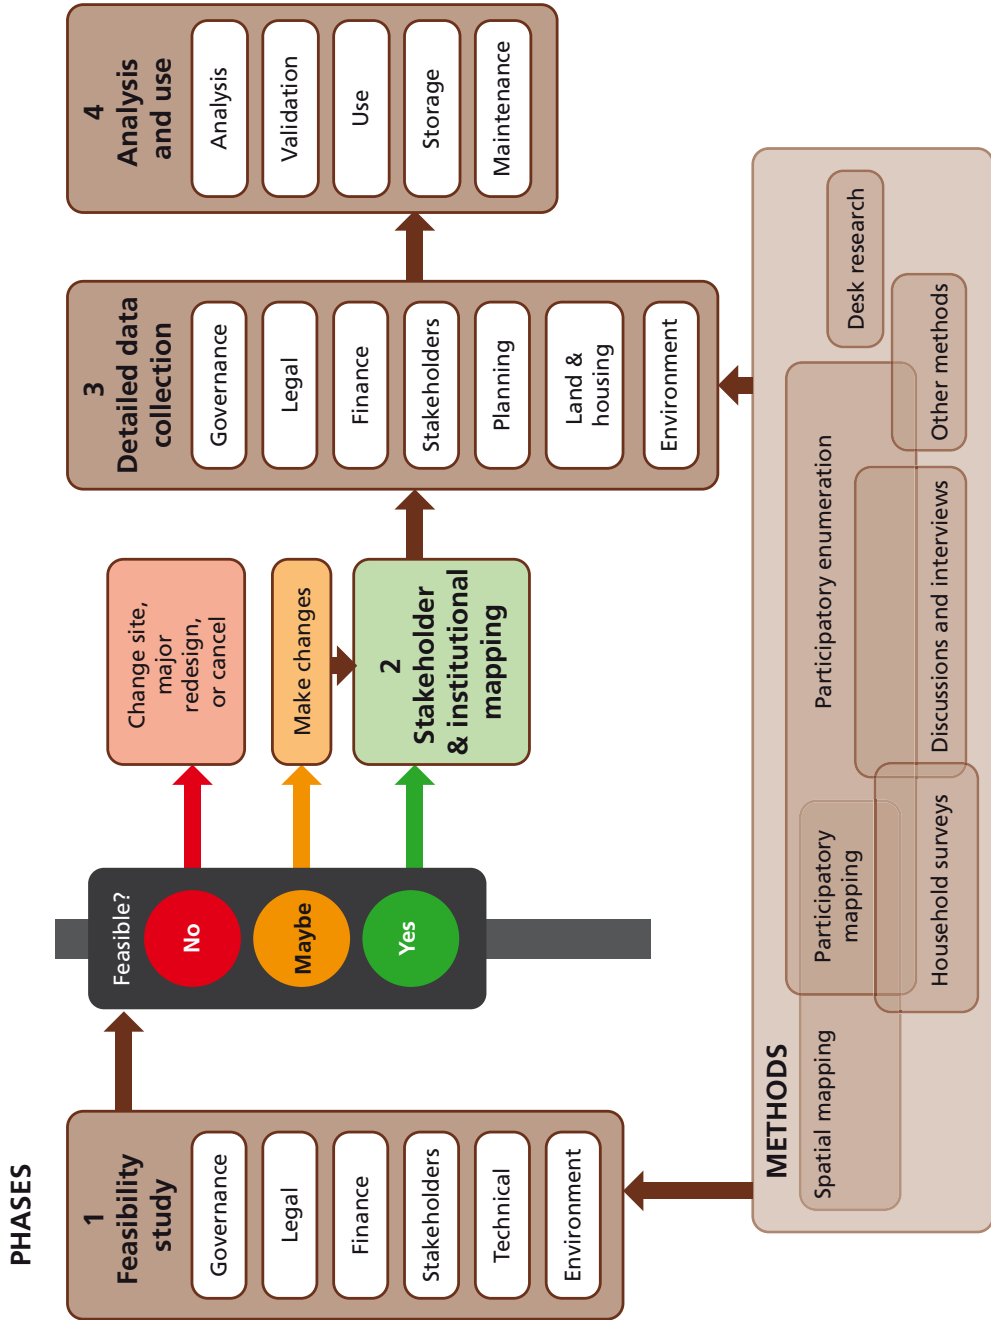 PHASES
1
Feasibility
study
Governance
Legal
Finance
Stakeholders
Technical
Environment
Feasible?
No
Maybe
Yes
Change site,
major
redesign,
or cancel
Make changes
2
Stakeholder
& institutional
mapping
3
Detailed data
collection
Governance
Legal
Finance
Stakeholders
Planning
Land &
housing
Environment
4
Analysis
and use
Analysis
Validation
Use
Storage
Maintenance
METHODS
Spatial mapping
Participatory
mapping
Participatory enumeration
Household surveys
Discussions and interviews
Other methods
Desk research